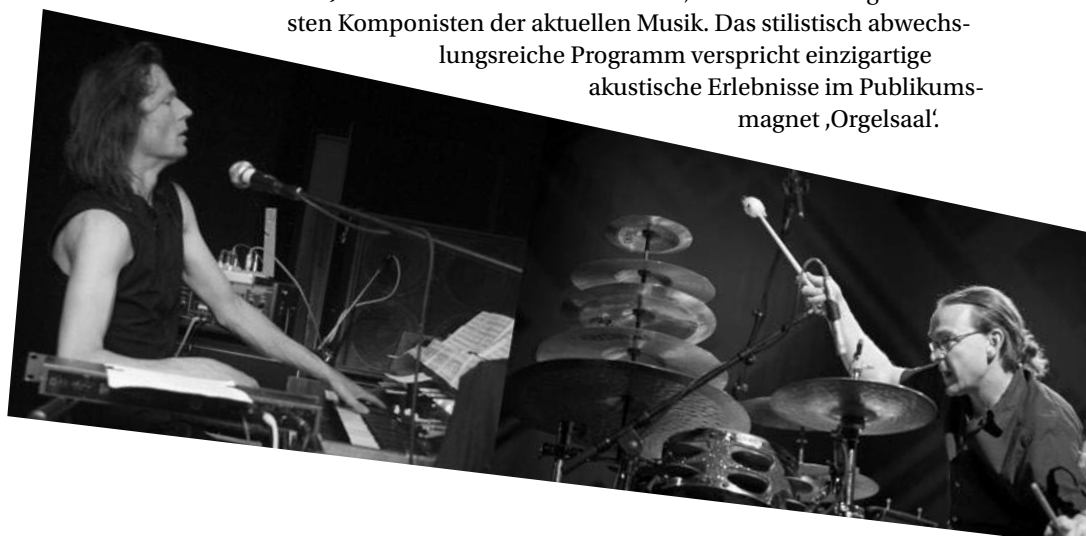 sten Komponisten der aktuellen Musik. Das stilistisch abwechs-
lungsreiche Programm verspricht einzigartige
akustische Erlebnisse im Publikums-
magnet ‚Orgelsaal‘.